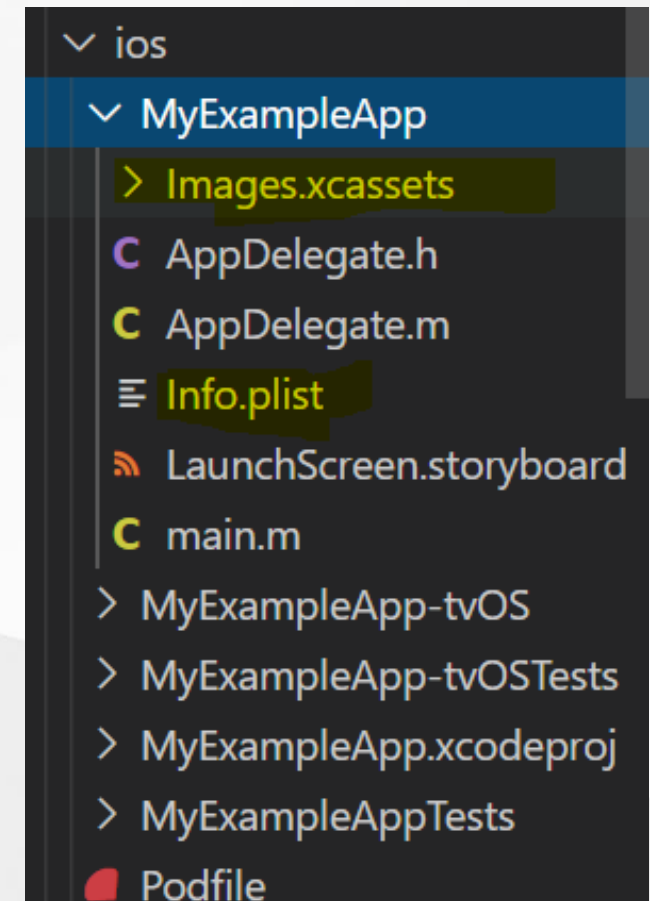 ios
MyExampleApp
Images.xcassets
AppDelegate.h
AppDelegate.m
Info.plist
LaunchScreen.storyboard
main.m
MyExampleApp-tvOS
MyExampleApp-tvOSTests
MyExampleApp.xcodeproj
MyExampleAppTests
Podfile